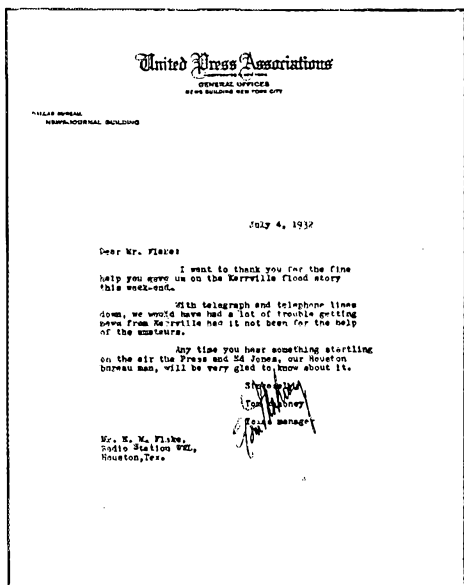 United Press Associations
GENERAL OFFICES
NEWS BUILDING NEW YORK CITY
DALLAS BUREAU
NEWS-JOURNAL BUILDING
July 4, 1932
Dear Mr. Flake:
I want to thank you for the fine
help you gave us on the Kerrville flood story
this week-end.
With telegraph and telephone lines
down, we would have had a lot of trouble getting
news from Kerrville had it not been for the help
of the amateurs.
Any time you hear something startling
on the air the Press and Ed Jones, our Houston
bureau man, will be very glad to know about it.
Sincerely
Tom
manager
Mr. E. M. Flake,
Radio Station
Houston, Tex.